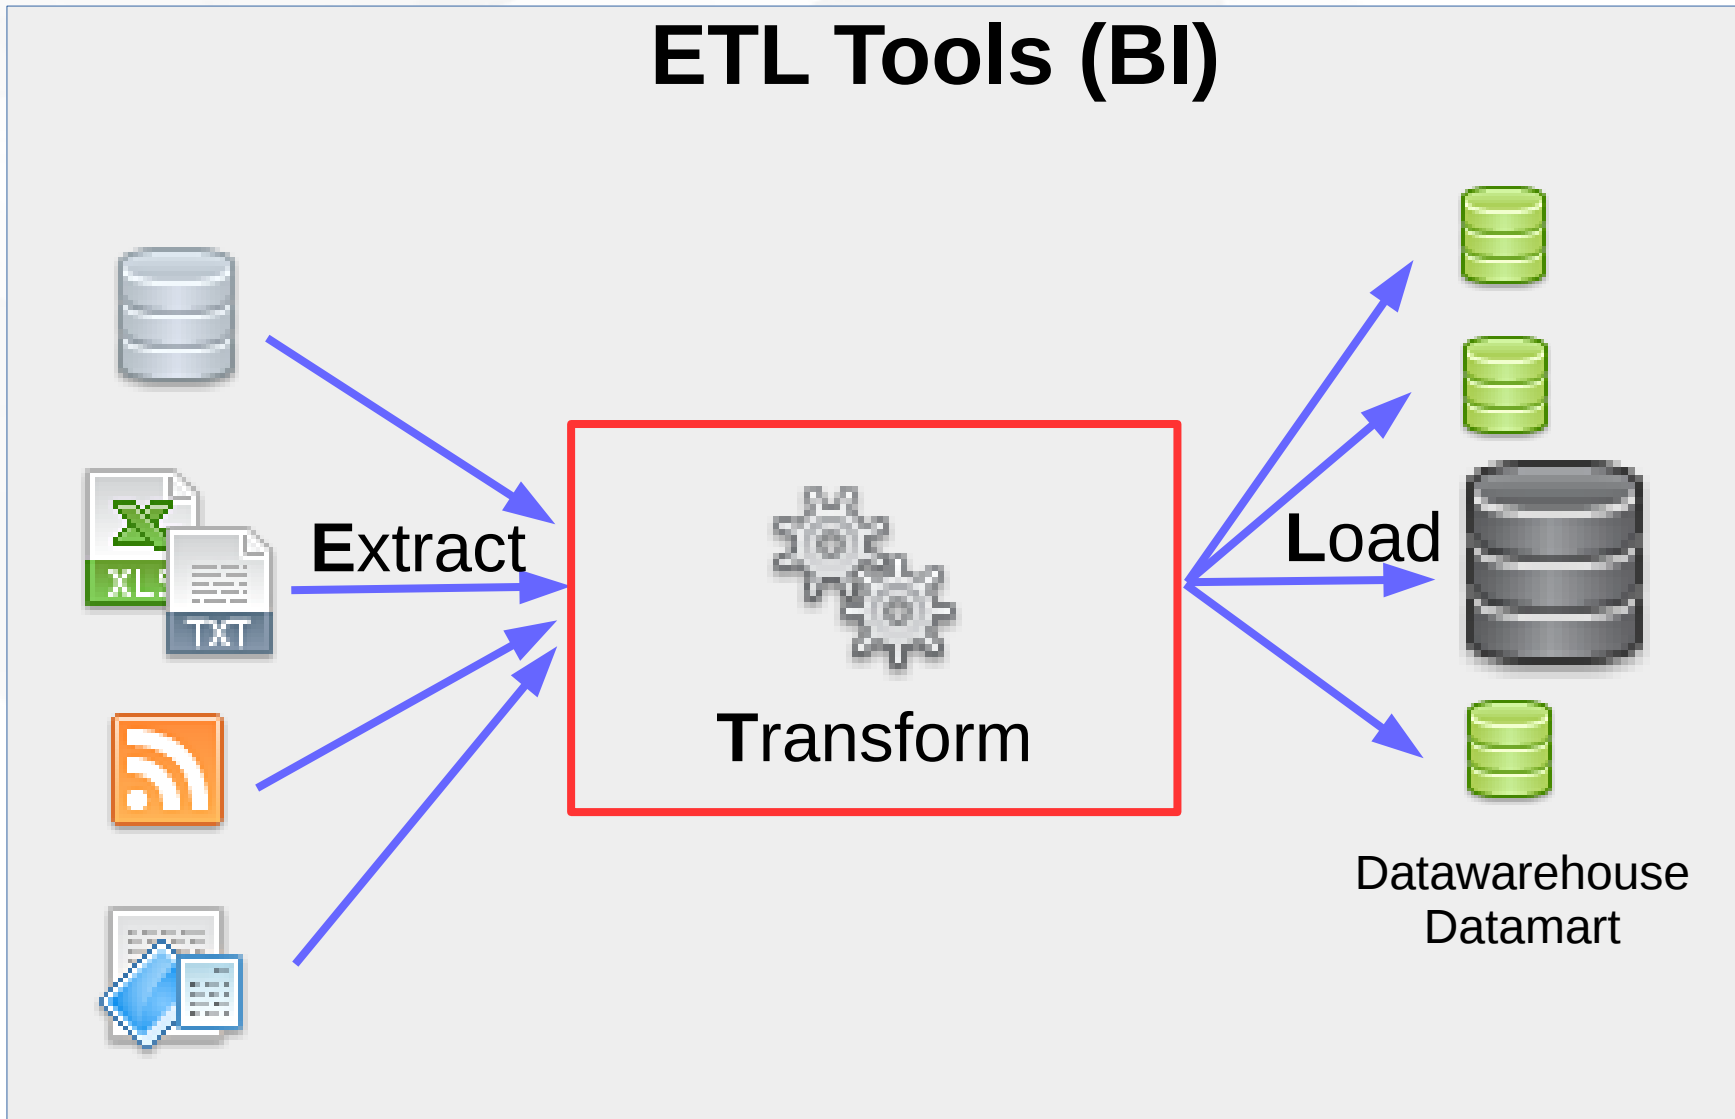 ETL Tools (BI)
Extract
Load
XLS
TXT
Transform
Datawarehouse
Datamart